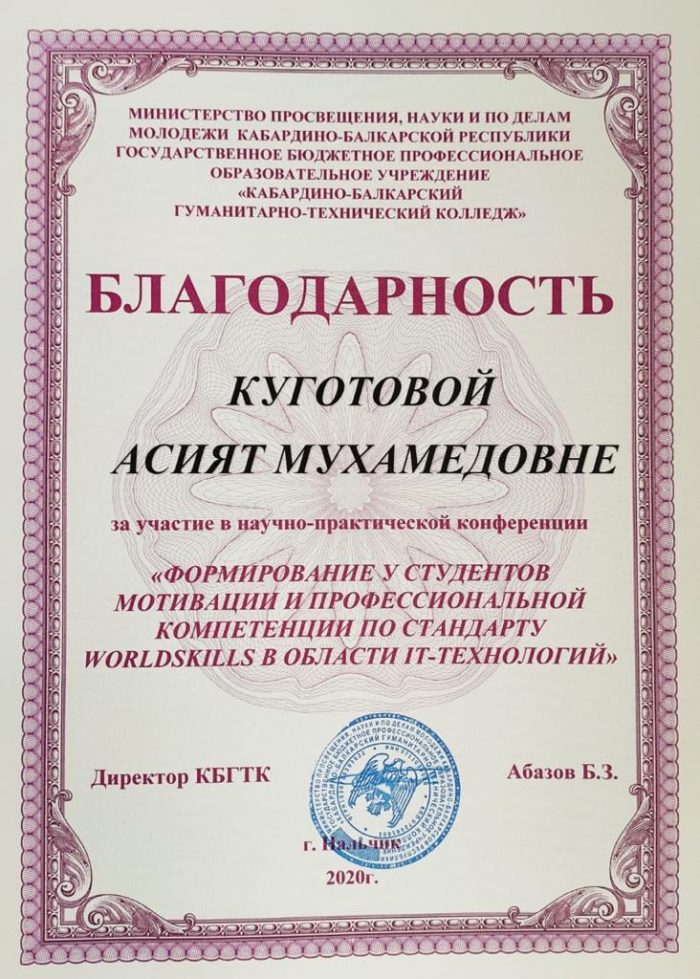 МИНИСТЕРСТВО ПРОСВЕЩЕНИЯ, НАУКИ И ПО ДЕЛАМ
МОЛОДЕЖИ КАБАРДИНО-БАЛКАРСКОЙ РЕСПУБЛИКИ
ГОСУДАРСТВЕННОЕ БЮДЖЕТНОЕ ПРОФЕССИОНАЛЬНОЕ
ОБРАЗОВАТЕЛЬНОЕ УЧРЕЖДЕНИЕ
«КАБАРДИНО-БАЛКАРСКИЙ
ГУМАНИТАРНО-ТЕХНИЧЕСКИЙ КОЛЛЕДЖ»
БЛАГОДАРНОСТЬ
КУГОТОВОЙ
АСИЯТ МУХАМЕДОВНЕ
за участие в научно-практической конференции
«ФОРМИРОВАНИЕ У СТУДЕНТОВ
МОТИВАЦИИ И ПРОФЕССИОНАЛЬНОЙ
КОМПЕТЕНЦИИ ПО СТАНДАРТУ
WORLDSKILLS В ОБЛАСТИ IT-ТЕХНОЛОГИЙ»
Директор КБГТК Абазов Б.З.
г. Нальчик
2020г.